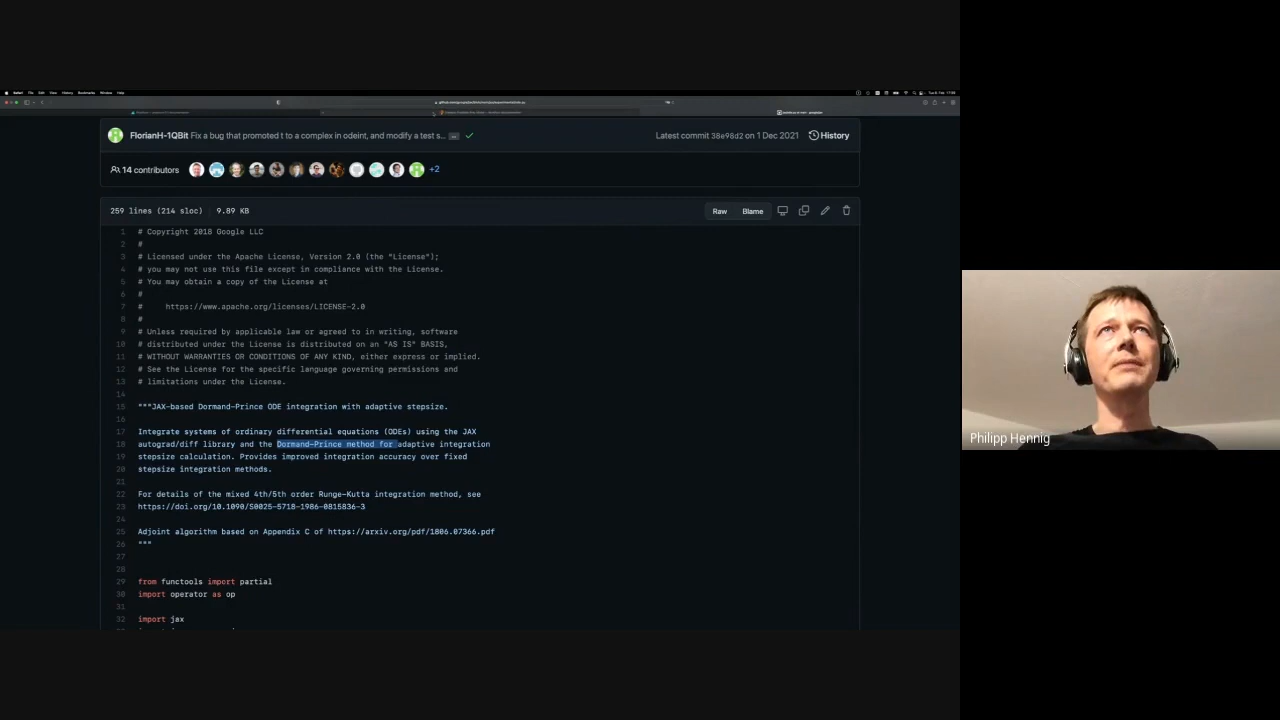 Safari File Edit View History Bookmarks Window Help
FlorianH-1QBit Fix a bug that promoted t to a complex in odeint, and modify a test s… ...
Latest commit 38e98d2 on 1 Dec 2021
History
14 contributors
+2
259 lines (214 sloc) 9.89 KB
Raw Blame
1 # Copyright 2018 Google LLC
2 #
3 # Licensed under the Apache License, Version 2.0 (the "License");
4 # you may not use this file except in compliance with the License.
5 # You may obtain a copy of the License at
6 #
7 # https://www.apache.org/licenses/LICENSE-2.0
8 #
9 # Unless required by applicable law or agreed to in writing, software
10 # distributed under the License is distributed on an "AS IS" BASIS,
11 # WITHOUT WARRANTIES OR CONDITIONS OF ANY KIND, either express or implied.
12 # See the License for the specific language governing permissions and
13 # limitations under the License.
14
15 """JAX-based Dormand-Prince ODE integration with adaptive stepsize.
16
17 Integrate systems of ordinary differential equations (ODEs) using the JAX
18 autograd/diff library and the Dormand-Prince method for adaptive integration
19 stepsize calculation. Provides improved integration accuracy over fixed
20 stepsize integration methods.
21
22 For details of the mixed 4th/5th order Runge-Kutta integration method, see
23 https://doi.org/10.1090/S0025-5718-1986-0815836-3
24
25 Adjoint algorithm based on Appendix C of https://arxiv.org/pdf/1806.07366.pdf
26 """
27
28
29 from functools import partial
30 import operator as op
31
32 import jax
Philipp Hennig